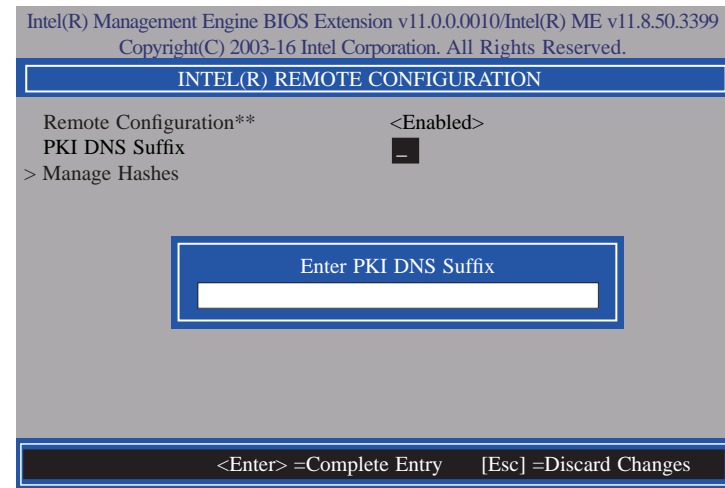 Intel(R) Management Engine BIOS Extension v11.0.0.0010/Intel(R) ME v11.8.50.3399
Copyright(C) 2003-16 Intel Corporation. All Rights Reserved.
INTEL(R) REMOTE CONFIGURATION
Remote Configuration** <Enabled>
PKI DNS Suffix _
> Manage Hashes
Enter PKI DNS Suffix
<Enter> =Complete Entry [Esc] =Discard Changes